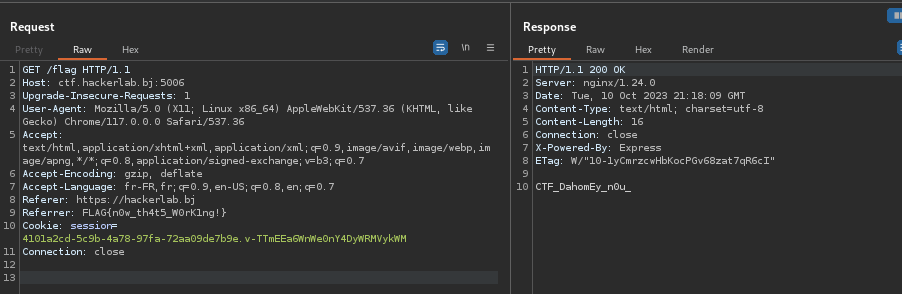 Request
Pretty Raw Hex
\n
1 GET /flag HTTP/1.1
2 Host: ctf.hackerlab.bj:5006
3 Upgrade-Insecure-Requests: 1
4 User-Agent: Mozilla/5.0 (X11; Linux x86_64) AppleWebKit/537.36 (KHTML, like
Gecko) Chrome/117.0.0.0 Safari/537.36
5 Accept:
text/html,application/xhtml+xml,application/xml;q=0.9,image/avif,image/webp,im
age/apng,*/*;q=0.8,application/signed-exchange;v=b3;q=0.7
6 Accept-Encoding: gzip, deflate
7 Accept-Language: fr-FR,fr;q=0.9,en-US;q=0.8,en;q=0.7
8 Referer: https://hackerlab.bj
9 Referrer: FLAG{n0w_th4t5_W0rK1ng!}
10 Cookie: session=
4101a2cd-5c9b-4a78-97fa-72aa09de7b9e.v-TTmEEa6WnWe0nY4DyWRMVykWM
11 Connection: close
12
13
Response
Pretty Raw Hex Render
1 HTTP/1.1 200 OK
2 Server: nginx/1.24.0
3 Date: Tue, 10 Oct 2023 21:18:09 GMT
4 Content-Type: text/html; charset=utf-8
5 Content-Length: 16
6 Connection: close
7 X-Powered-By: Express
8 ETag: W/"10-1yCmrzcwHbKocPGv68zat7qR6cI"
9
10 CTF_DahomEy_n0u_